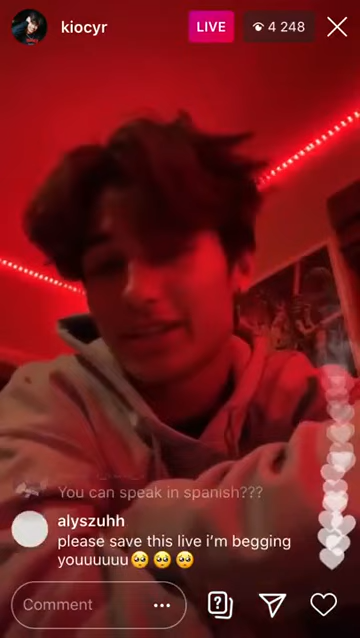 kiocyr
LIVE
4 248
You can speak in spanish???
alyszuhh
please save this live i'm begging
youuuuuu🥺🥺🥺
Comment